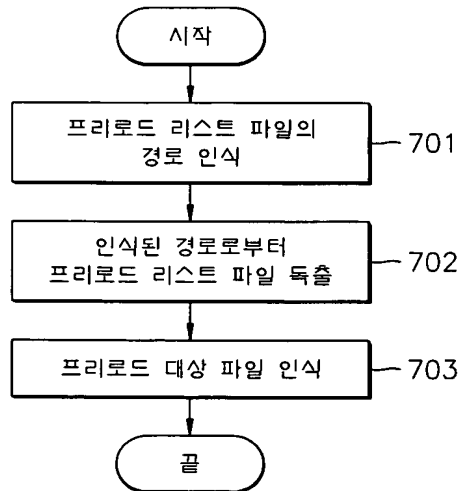 시작
프리로드 리스트 파일의
경로 인식
701
인식된 경로로부터
프리로드 리스트 파일 독출
702
프리로드 대상 파일 인식
703
끝